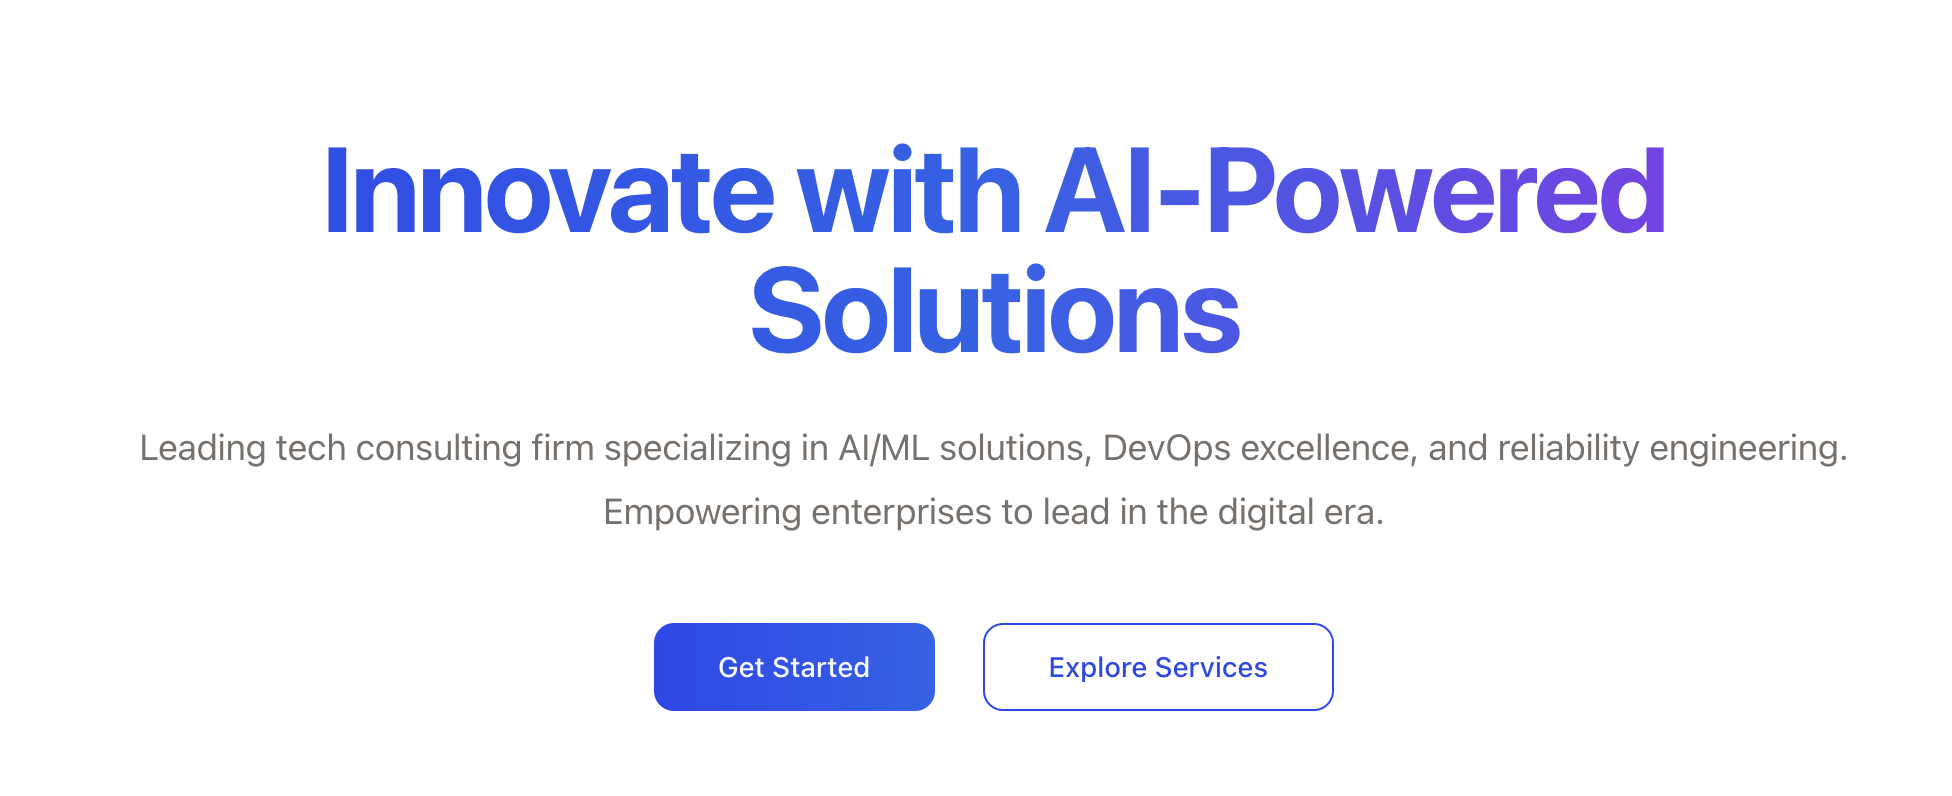 Innovate with AI-Powered
Solutions
Leading tech consulting firm specializing in AI/ML solutions, DevOps excellence, and reliability engineering.
Empowering enterprises to lead in the digital era.
Get Started
Explore Services